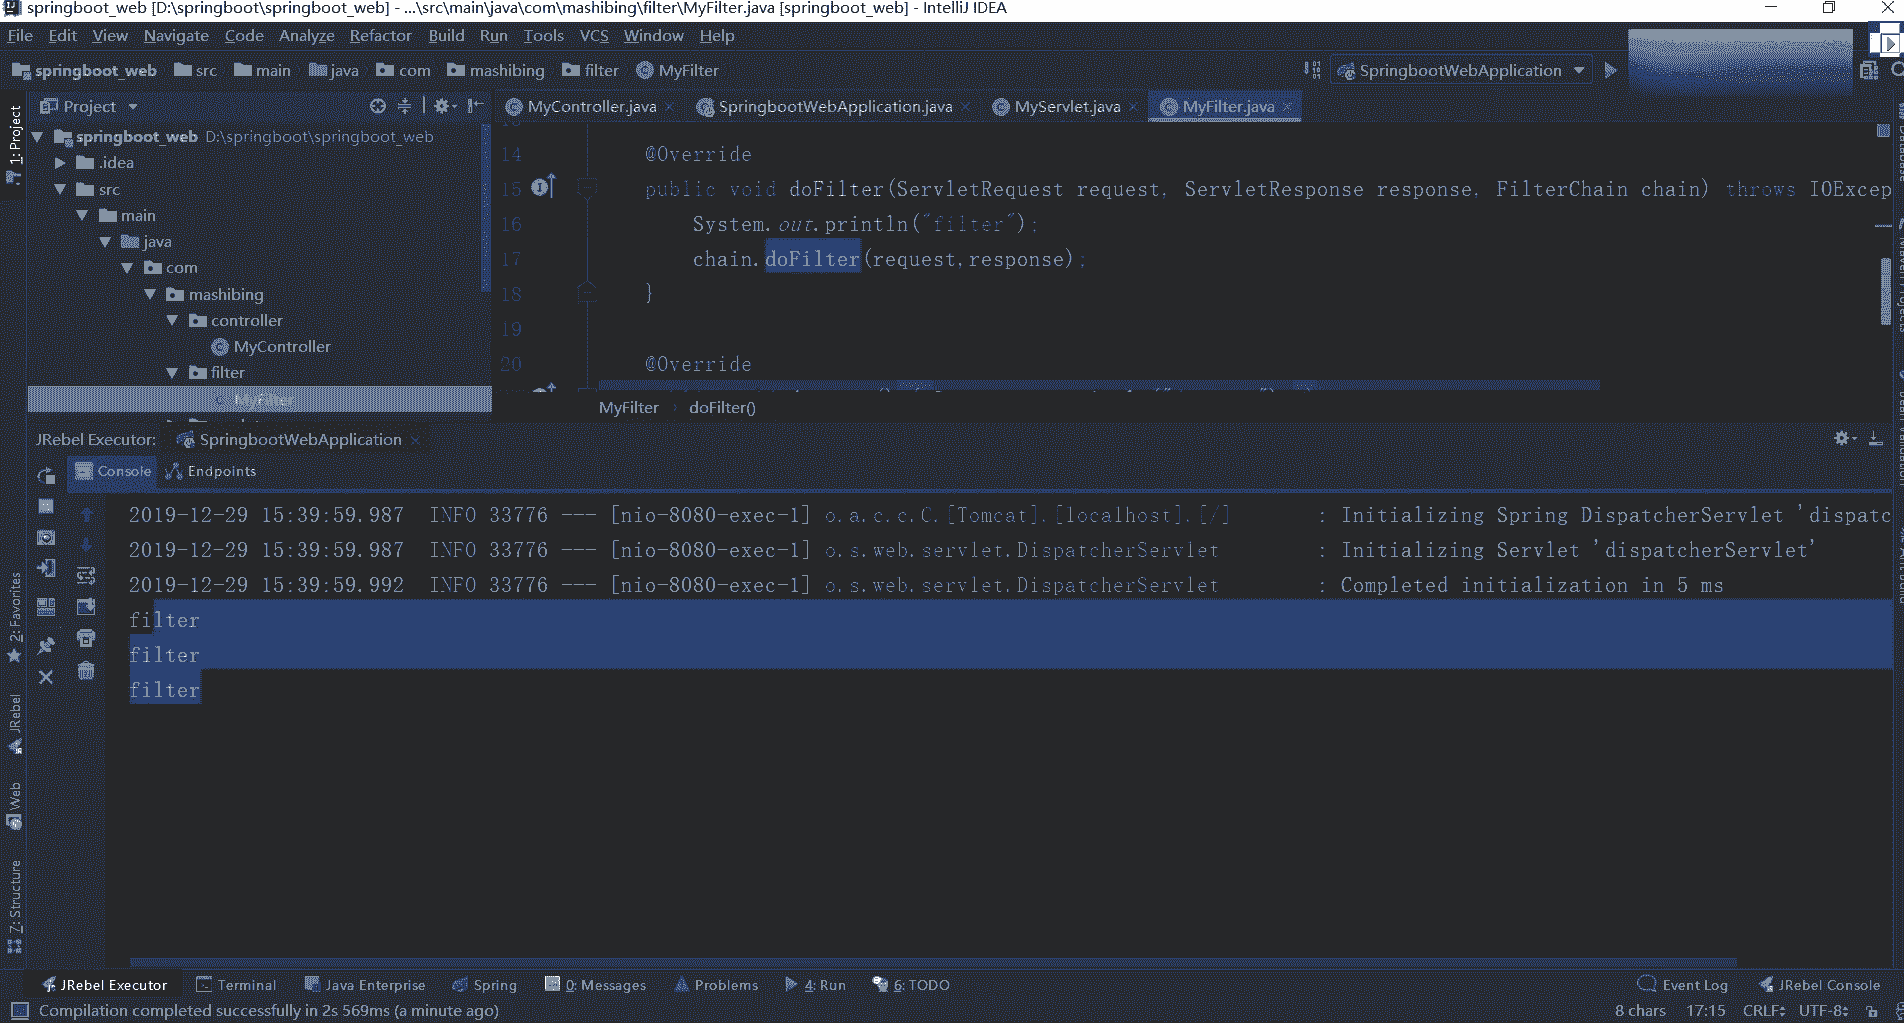 springboot_web [D:\springboot\springboot_web] - ...\src\main\java\com\mashibing\filter\MyFilter.java [springboot_web] - IntelliJ IDEA
File Edit View Navigate Code Analyze Refactor Build Run Tools VCS Window Help
springboot_web src main java com mashibing filter MyFilter SpringbootWebApplication
Project MyController.java SpringbootWebApplication.java MyServlet.java MyFilter.java
1: Project
springboot_web D:\springboot\springboot_web
.idea
src
main
java
com
mashibing
controller
MyController
filter
MyFilter
14 @Override
15 public void doFilter(ServletRequest request, ServletResponse response, FilterChain chain) throws IOExcep
16 System.out.println("filter");
17 chain.doFilter(request,response);
18 }
19
20 @Override
MyFilter doFilter()
JRebel Executor: SpringbootWebApplication
Console Endpoints
2019-12-29 15:39:59.987 INFO 33776 --- [nio-8080-exec-1] o.a.c.c.C.[Tomcat].[localhost].[/] : Initializing Spring DispatcherServlet 'dispatc
2019-12-29 15:39:59.987 INFO 33776 --- [nio-8080-exec-1] o.s.web.servlet.DispatcherServlet : Initializing Servlet 'dispatcherServlet'
2019-12-29 15:39:59.992 INFO 33776 --- [nio-8080-exec-1] o.s.web.servlet.DispatcherServlet : Completed initialization in 5 ms
filter
filter
filter
2: Favorites
JRebel
Web
7: Structure
JRebel Executor Terminal Java Enterprise Spring 0: Messages Problems 4: Run 6: TODO Event Log JRebel Console
Compilation completed successfully in 2s 569ms (a minute ago) 8 chars 17:15 CRLF UTF-8